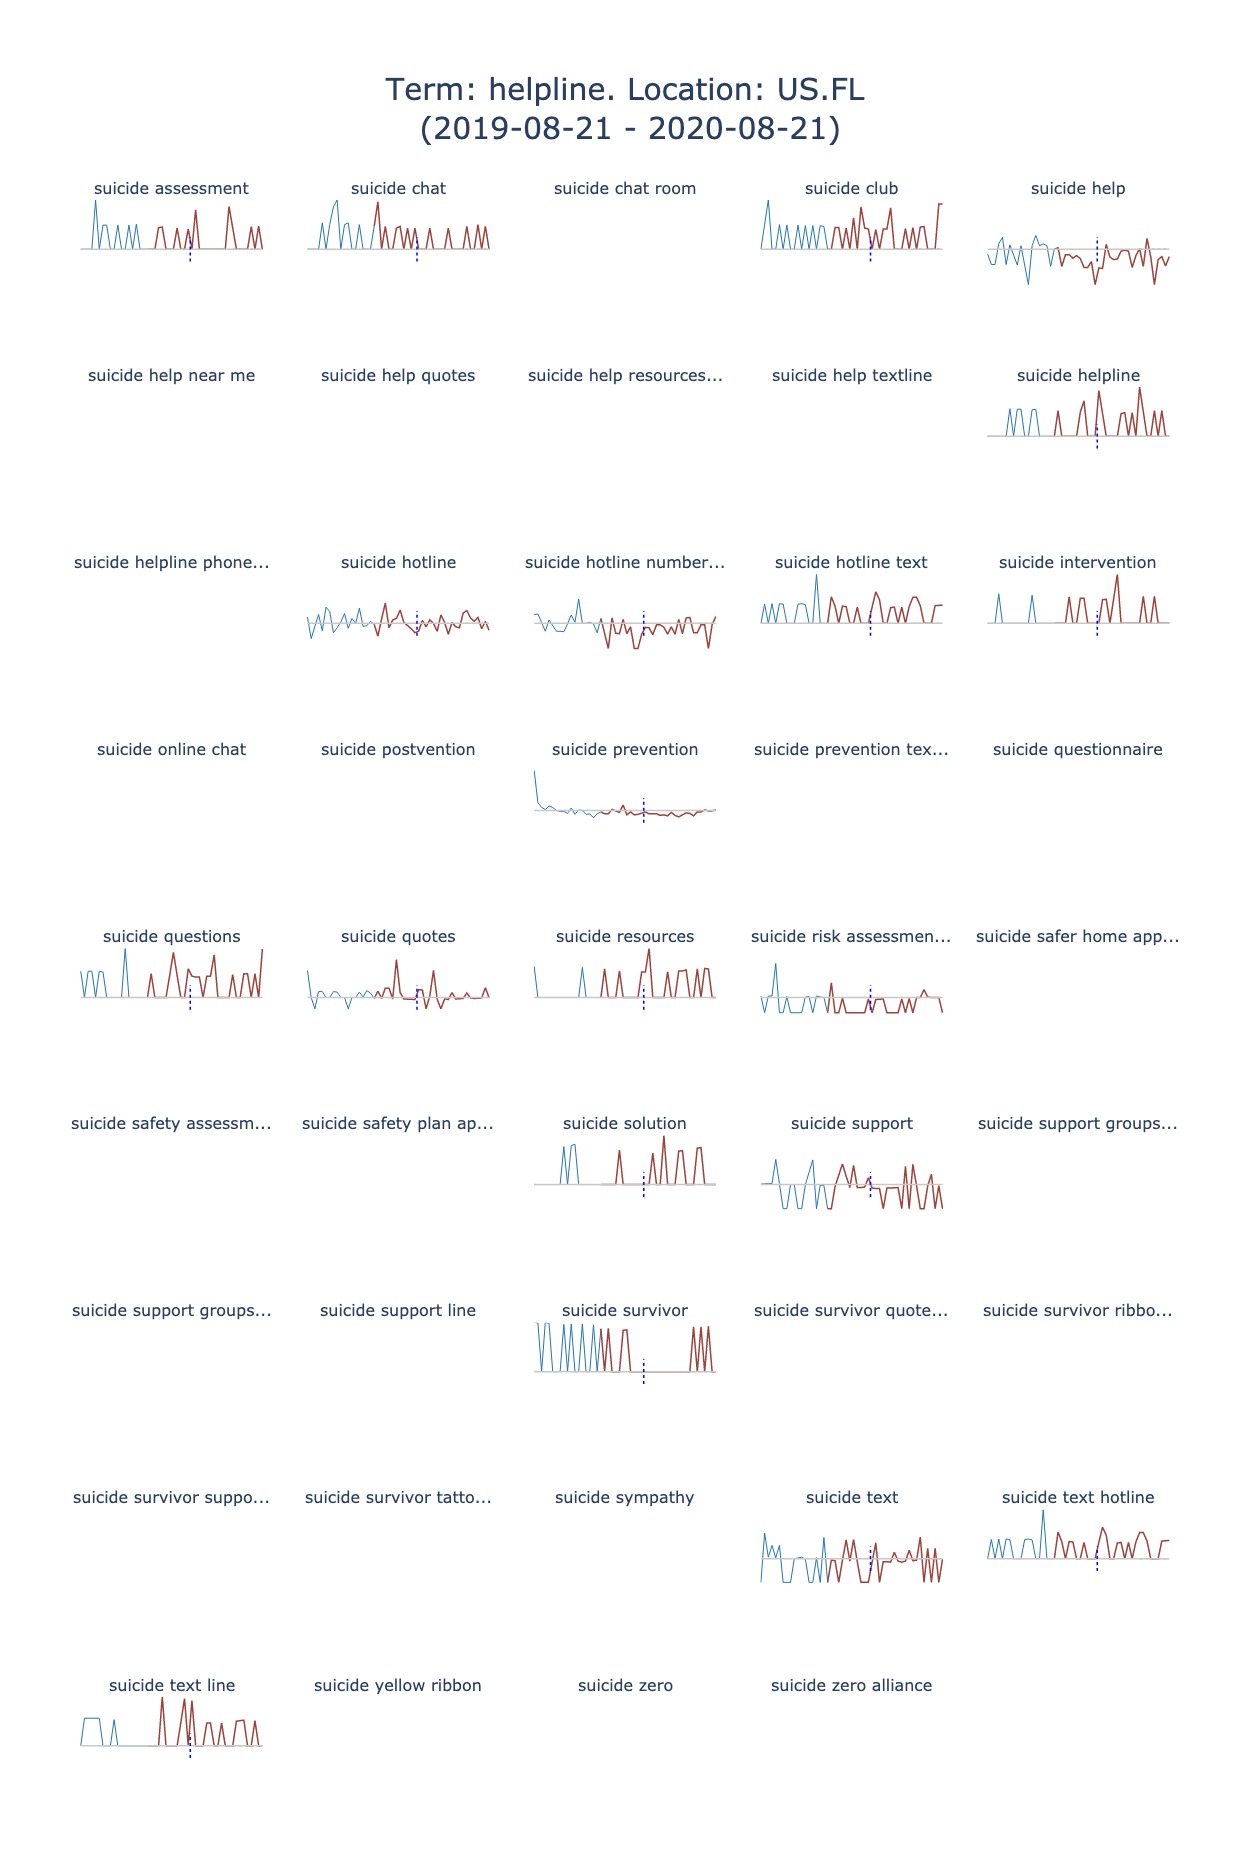 Term: helpline. Location: US.FL
(2019-08-21 - 2020-08-21)
suicide assessment
suicide chat
suicide chat room
suicide club
suicide help
suicide help near me
suicide help quotes
suicide help resources...
suicide help textline
suicide helpline
suicide helpline phone...
suicide hotline
suicide hotline number...
suicide hotline text
suicide intervention
suicide online chat
suicide postvention
suicide prevention
suicide prevention tex...
suicide questionnaire
suicide questions
suicide quotes
suicide resources
suicide risk assessmen...
suicide safer home app...
suicide safety assessm...
suicide safety plan ap...
suicide solution
suicide support
suicide support groups...
suicide support groups...
suicide support line
suicide survivor
suicide survivor quote...
suicide survivor ribbo...
suicide survivor suppo...
suicide survivor tatto...
suicide sympathy
suicide text
suicide text hotline
suicide text line
suicide yellow ribbon
suicide zero
suicide zero alliance